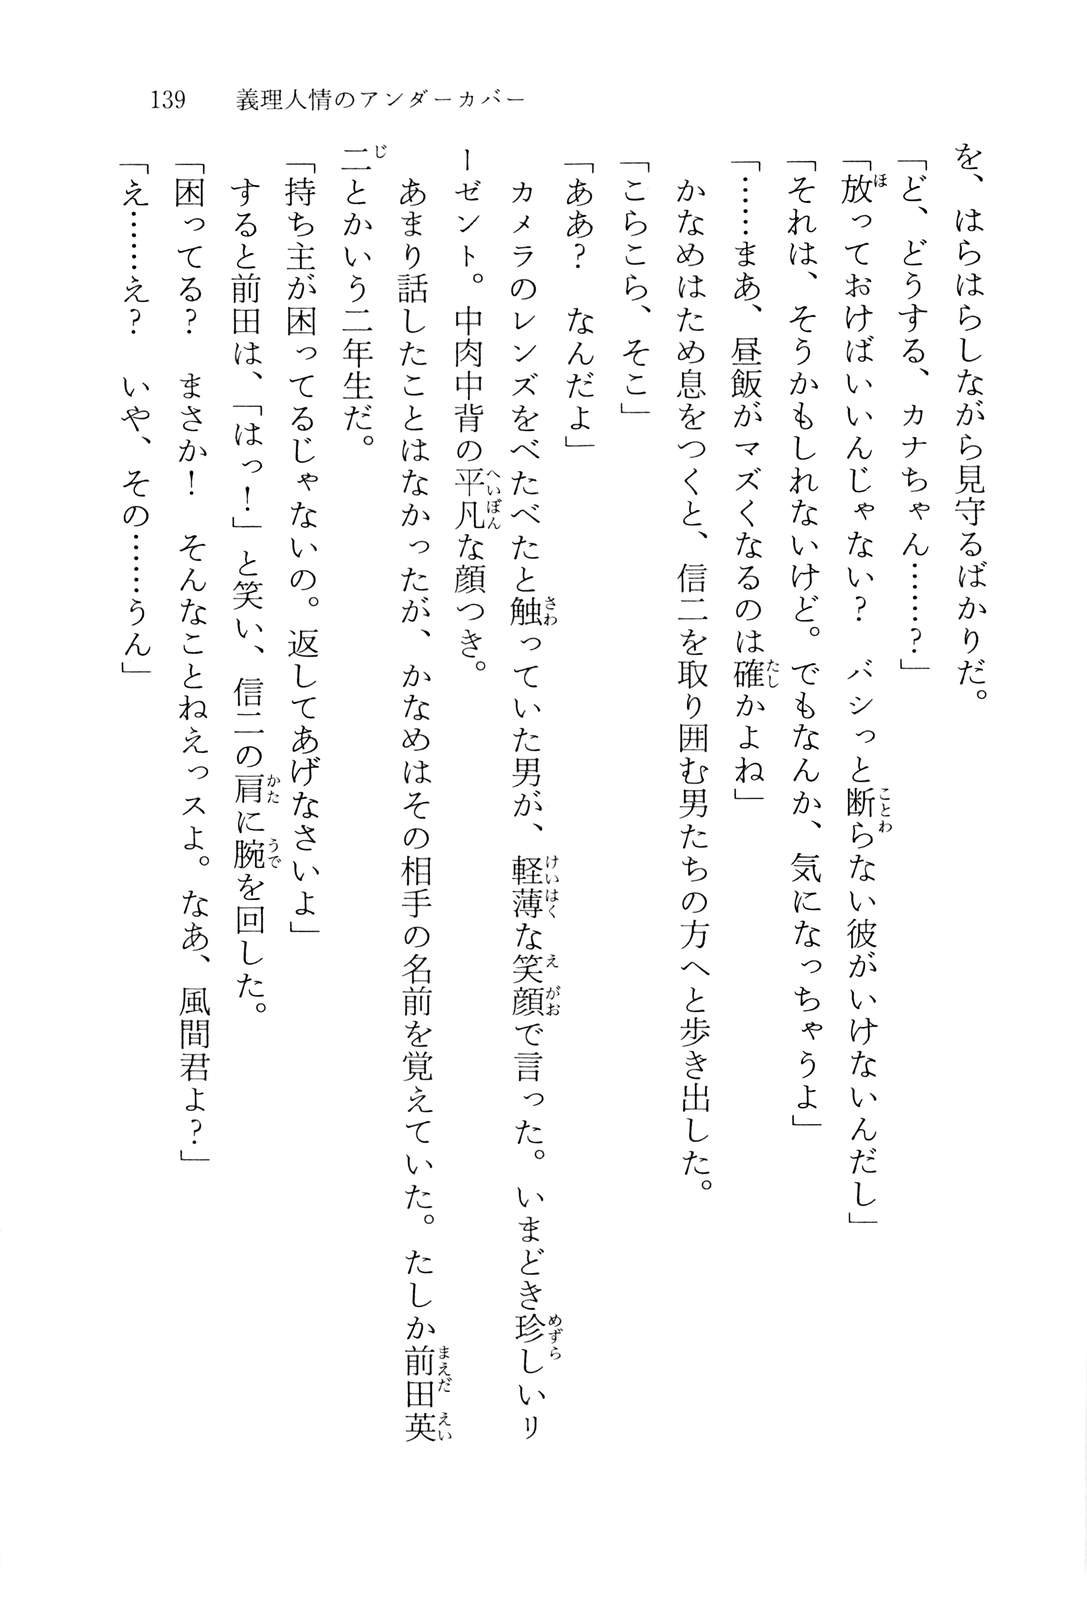 139　義理人情のアンダーカバー
を、はらはらしながら見守るばかりだ。
「ど、どうする、カナちゃん……？」
「放っておけばいいんじゃない？　バシっと断らない彼がいけないんだし」
「それは、そうかもしれないけど。でもなんか、気になっちゃうよ」
「……まあ、昼飯がマズくなるのは確かよね」
　かなめはため息をつくと、信二を取り囲む男たちの方へと歩き出した。
「こらこら、そこ」
「ああ？　なんだよ」
　カメラのレンズをべたべたと触っていた男が、軽薄な笑顔で言った。いまどき珍しいリ
ーゼント。中肉中背の平凡な顔つき。
　あまり話したことはなかったが、かなめはその相手の名前を覚えていた。たしか前田英
二とかいう二年生だ。
「持ち主が困ってるじゃないの。返してあげなさいよ」
　すると前田は、「はっ！」と笑い、信二の肩に腕を回した。
「困ってる？　まさか！　そんなことねえっスよ。なあ、風間君よ？」
「え……え？　いや、その……うん」